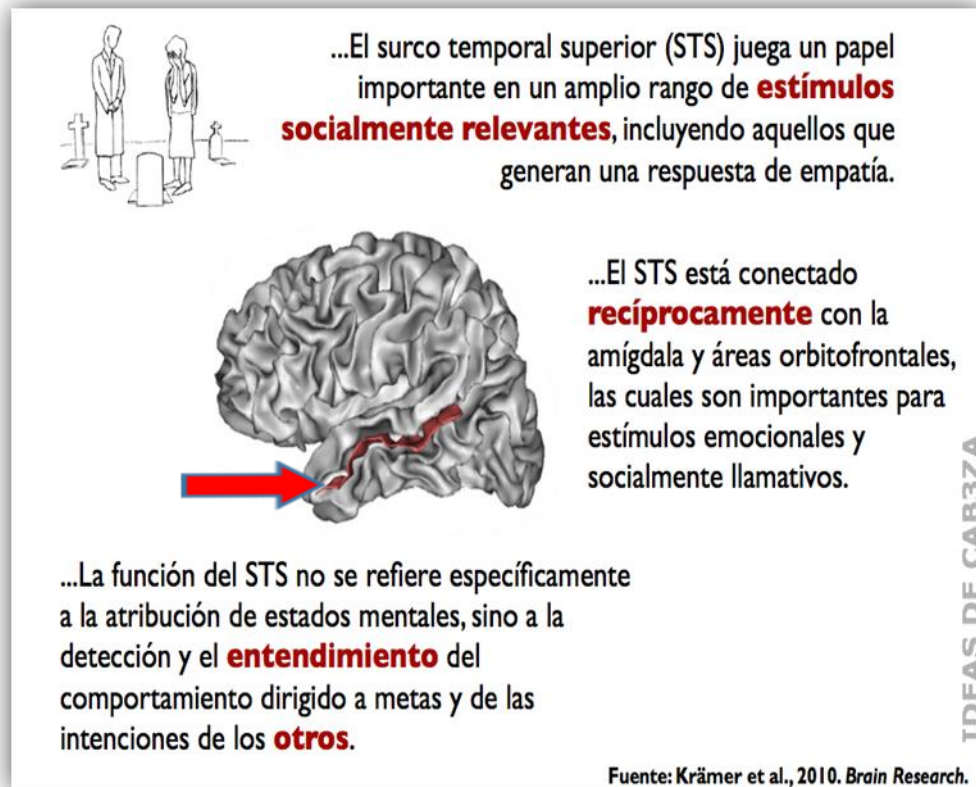 ...El surco temporal superior (STS) juega un papel
importante en un amplio rango de estímulos
socialmente relevantes, incluyendo aquellos que
generan una respuesta de empatía.
...El STS está conectado
recíprocamente con la
amígdala y áreas orbitofrontales,
las cuales son importantes para
estímulos emocionales y
socialmente llamativos.
...La función del STS no se refiere específicamente
a la atribución de estados mentales, sino a la
detección y el entendimiento del
comportamiento dirigido a metas y de las
intenciones de los otros.
IDEAS DE CAB3ZA
Fuente: Krämer et al., 2010. Brain Research.